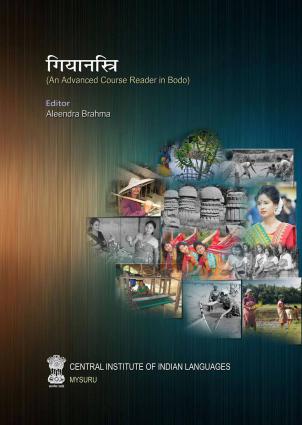 गियानस्त्रि
(An Advanced Course Reader in Bodo)
Editor
Aleendra Brahma
CENTRAL INSTITUTE OF INDIAN LANGUAGES
MYSURU